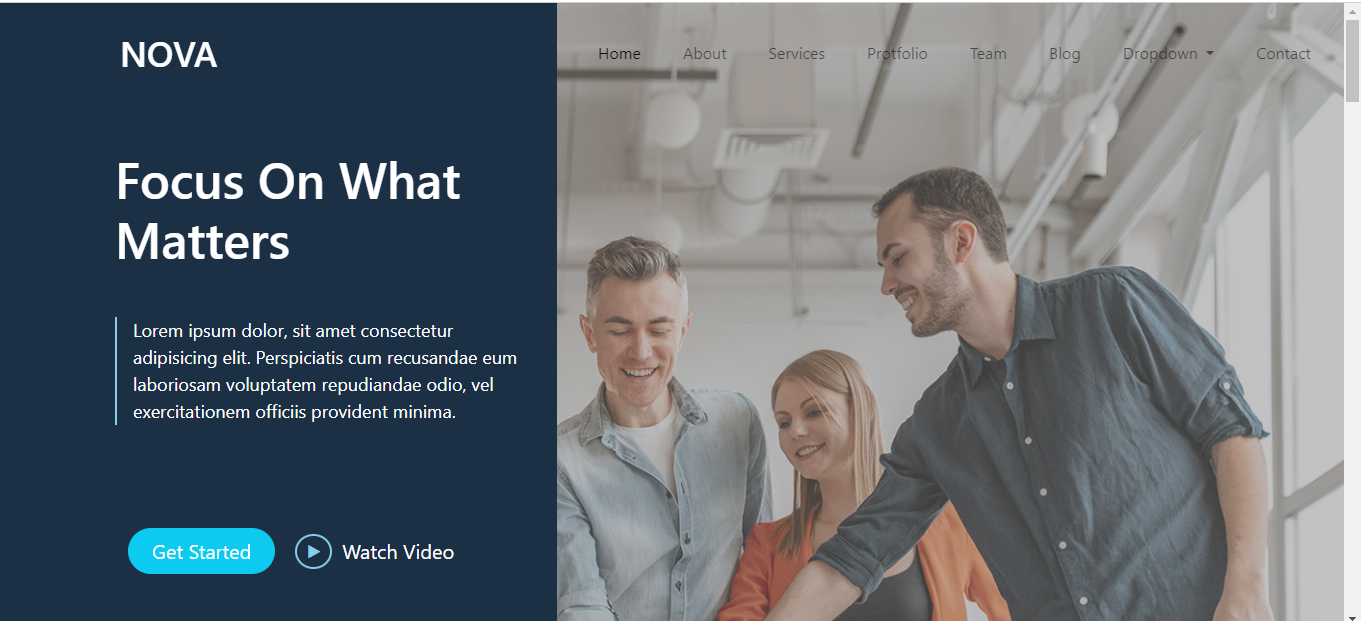 NOVA
Home About Services Protfolio Team Blog Dropdown Contact
Focus On What
Matters
Lorem ipsum dolor, sit amet consectetur
adipisicing elit. Perspiciatis cum recusandae eum
laboriosam voluptatem repudiandae odio, vel
exercitationem officiis provident minima.
Get Started Watch Video